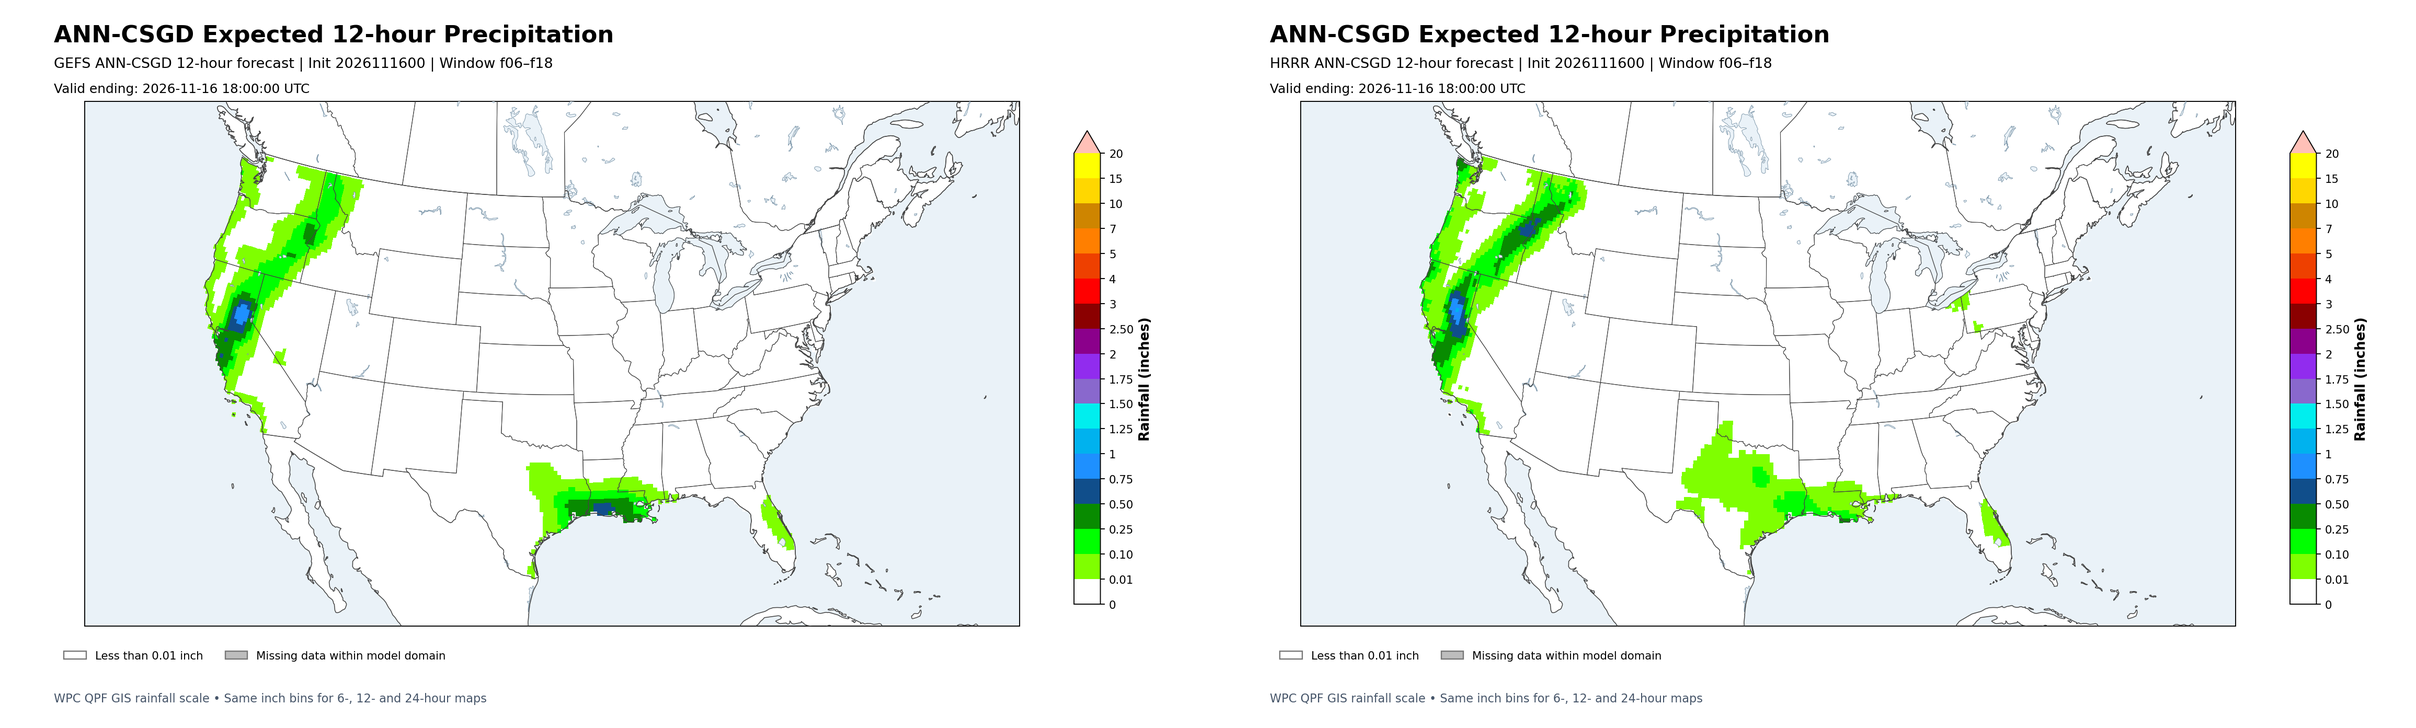 ANN-CSGD Expected 12-hour Precipitation
GEFS ANN-CSGD 12-hour forecast | Init 2026111600 | Window f06–f18
Valid ending: 2026-11-16 18:00:00 UTC
20
15
10
7
5
4
3
2.50
2
1.75
1.50
1.25
1
0.75
0.50
0.25
0.10
0.01
0
Rainfall (inches)
Less than 0.01 inch
Missing data within model domain
WPC QPF GIS rainfall scale • Same inch bins for 6-, 12- and 24-hour maps
ANN-CSGD Expected 12-hour Precipitation
HRRR ANN-CSGD 12-hour forecast | Init 2026111600 | Window f06–f18
Valid ending: 2026-11-16 18:00:00 UTC
20
15
10
7
5
4
3
2.50
2
1.75
1.50
1.25
1
0.75
0.50
0.25
0.10
0.01
0
Rainfall (inches)
Less than 0.01 inch
Missing data within model domain
WPC QPF GIS rainfall scale • Same inch bins for 6-, 12- and 24-hour maps